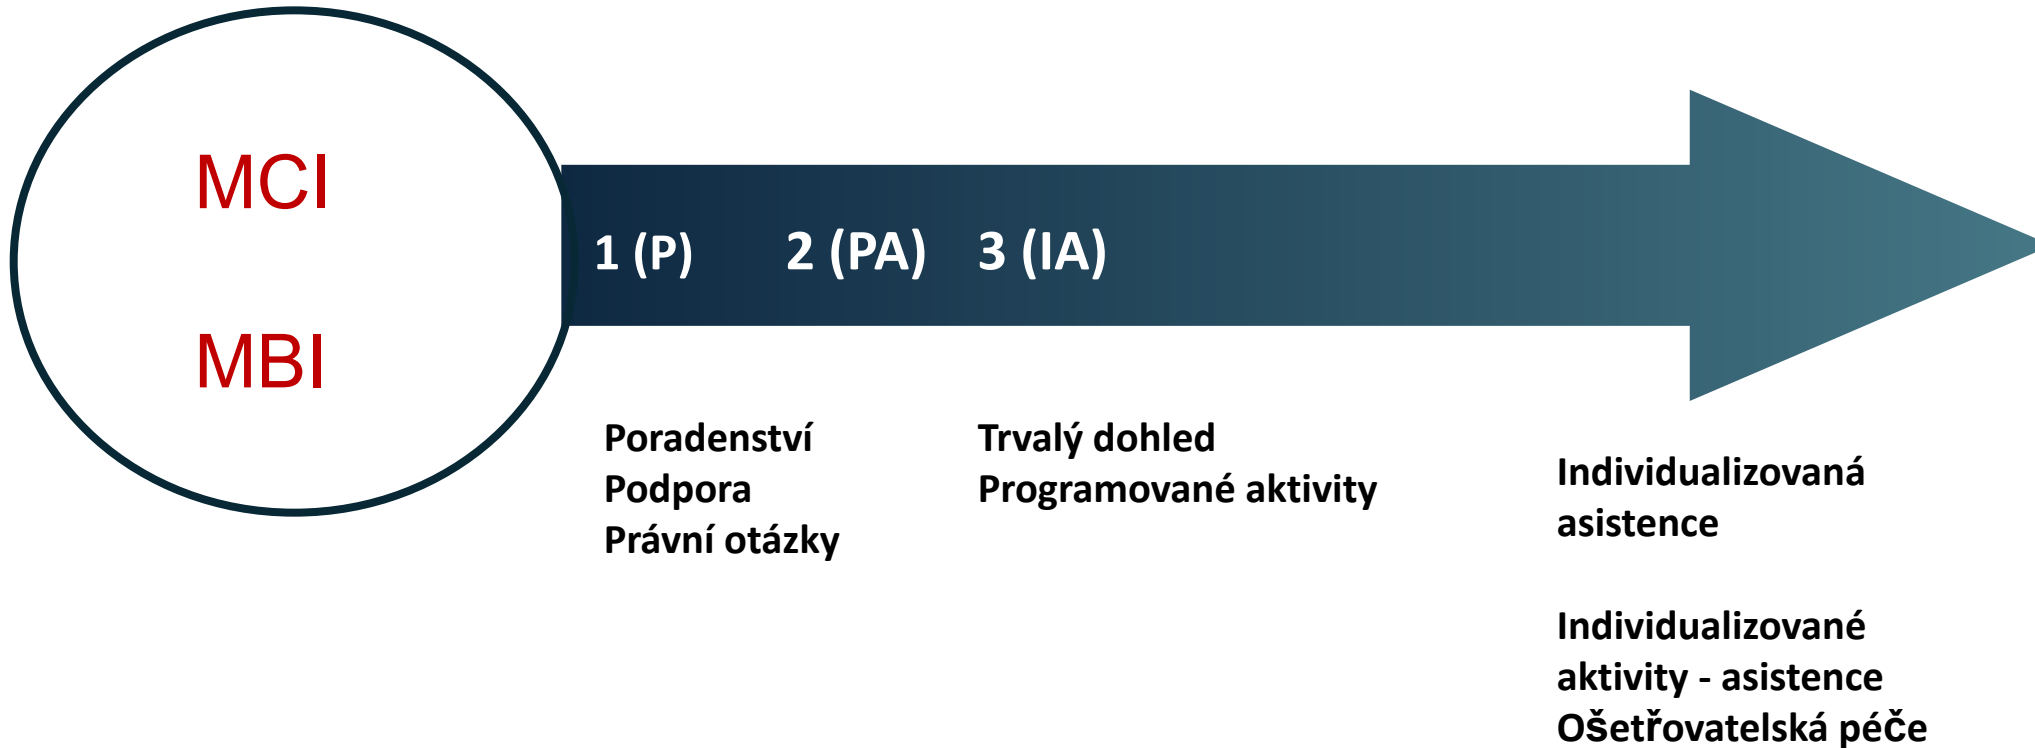 MCI
MBI
1 (P) 2 (PA) 3 (IA)
Poradenství
Podpora
Právní otázky
Trvalý dohled
Programované aktivity
Individualizovaná
asistence
Individualizované
aktivity - asistence
Ošetřovatelská péče